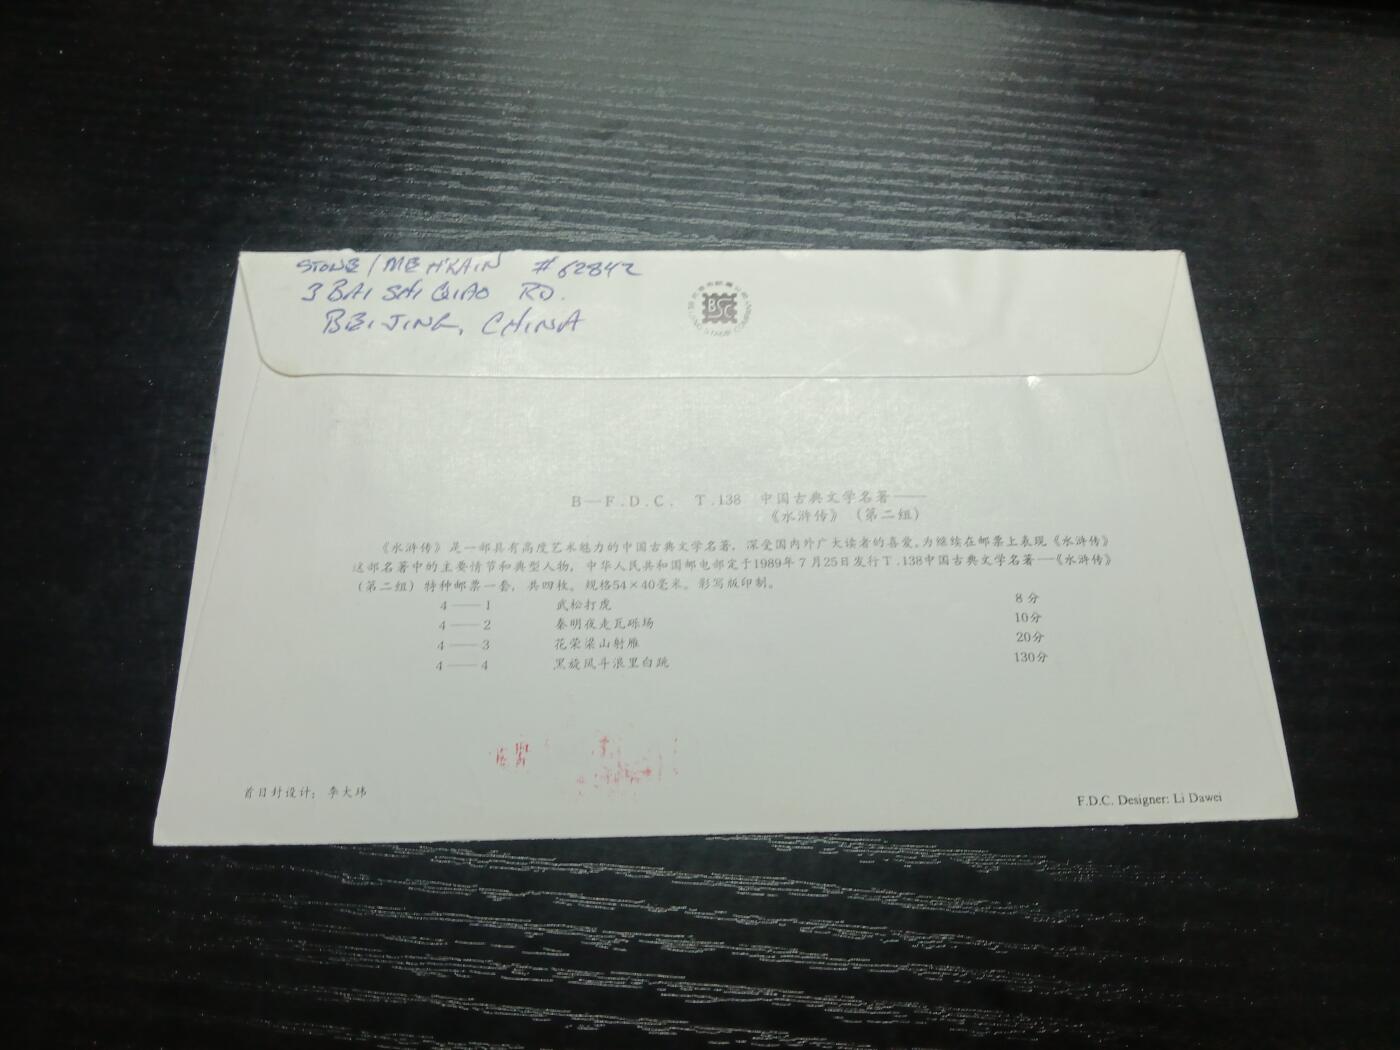 STONE / MEHRAIN #62842
3 BAI SHI QIAO RD.
BEIJING, CHINA
BSC
B—F.D.C. T.138 中国古典文学名著——
《水浒传》（第二组）
《水浒传》是一部具有高度艺术魅力的中国古典文学名著，深受国内外广大读者的喜爱。为继续在邮票上表现《水浒传》
这部名著中的主要情节和典型人物，中华人民共和国邮电部定于1989年7月25日发行T.138中国古典文学名著—《水浒传》
（第二组）特种邮票一套，共四枚。规格54×40毫米。影写版印制。
4——1 武松打虎 8分
4——2 秦明夜走瓦砾场 10分
4——3 花荣梁山射雁 20分
4——4 黑旋风斗浪里白跳 130分
首日封设计：李大玮 F.D.C. Designer: Li Dawei